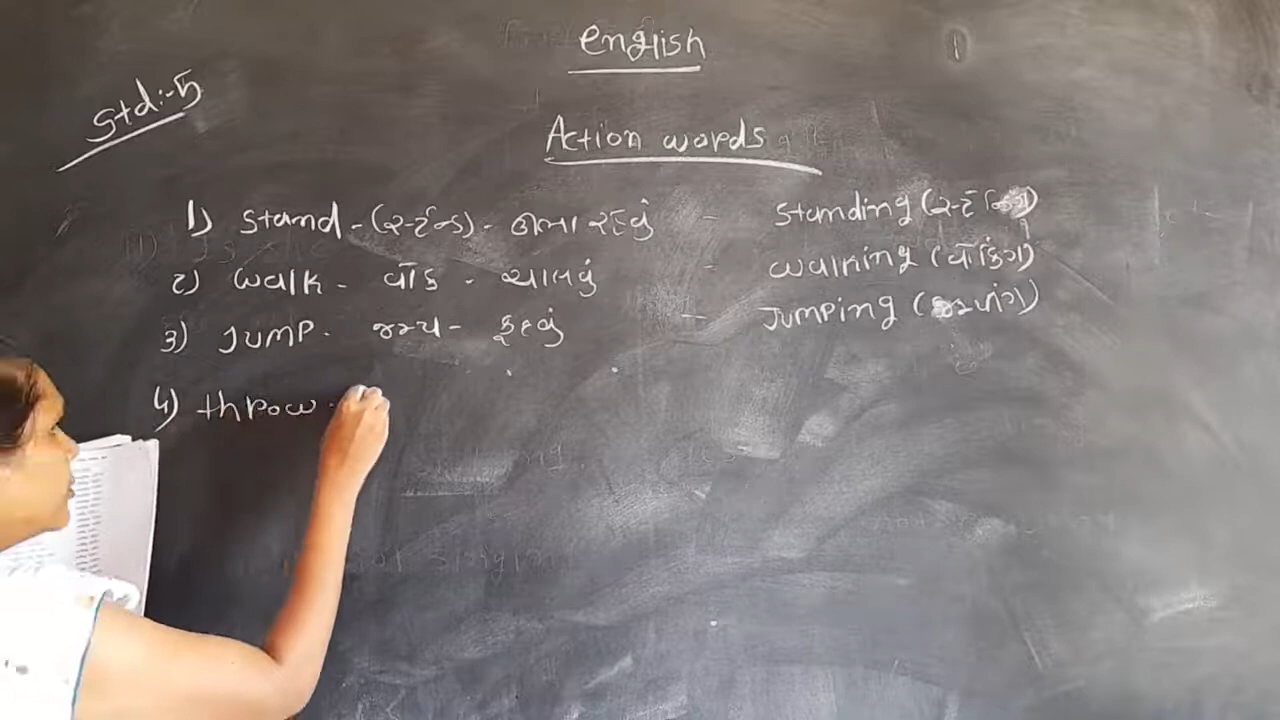 English
Std:-5
Action words
1) Stand - (સ્ટેન્ડ) - ઊભા રહેવું - Standing (સ્ટેન્ડિંગ)
2) Walk - વૉક - ચાલવું - Walking (વૉકિંગ)
3) Jump - જમ્પ - કૂદવું - Jumping (જમ્પિંગ)
4) throw -